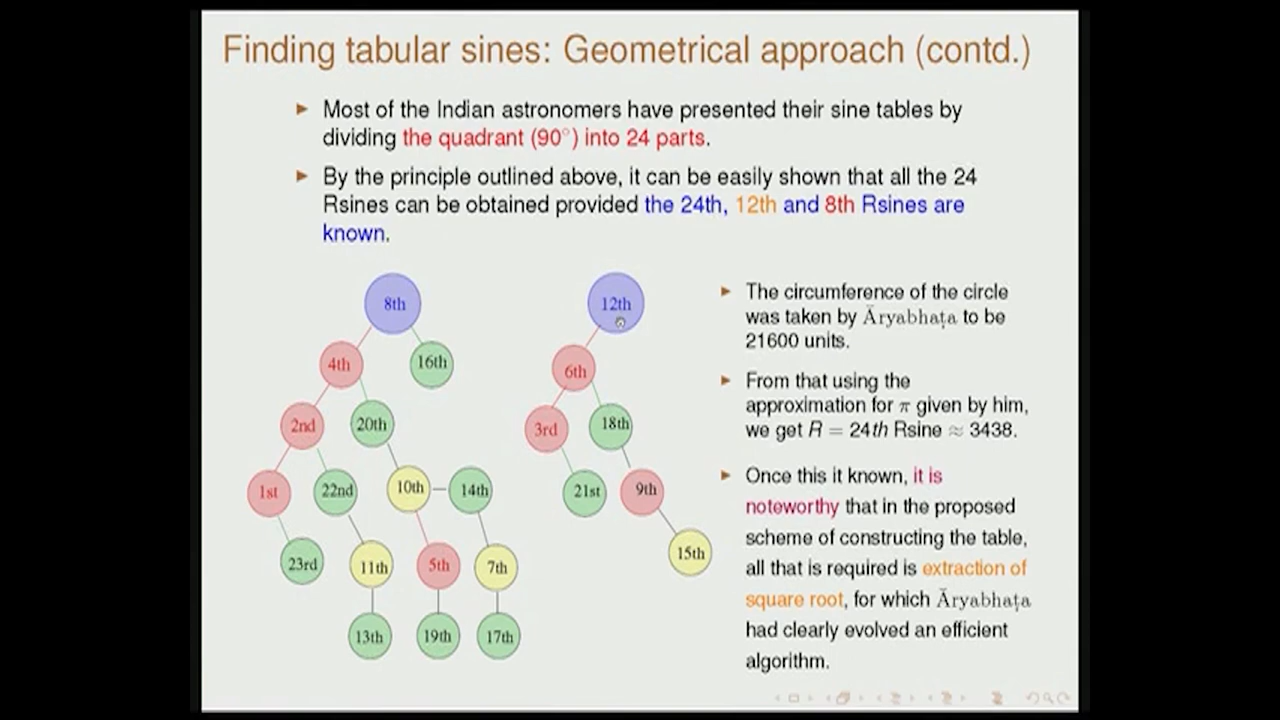 Finding tabular sines: Geometrical approach (contd.)
Most of the Indian astronomers have presented their sine tables by
dividing the quadrant (90°) into 24 parts.
By the principle outlined above, it can be easily shown that all the 24
Rsines can be obtained provided the 24th, 12th and 8th Rsines are
known.
8th
4th
16th
2nd
20th
1st
22nd
10th
14th
23rd
11th
5th
7th
13th
19th
17th
12th
6th
3rd
18th
21st
9th
15th
The circumference of the circle
was taken by Āryabhaṭa to be
21600 units.
From that using the
approximation for π given by him,
we get R = 24th Rsine ≈ 3438.
Once this it known, it is
noteworthy that in the proposed
scheme of constructing the table,
all that is required is extraction of
square root, for which Āryabhaṭa
had clearly evolved an efficient
algorithm.